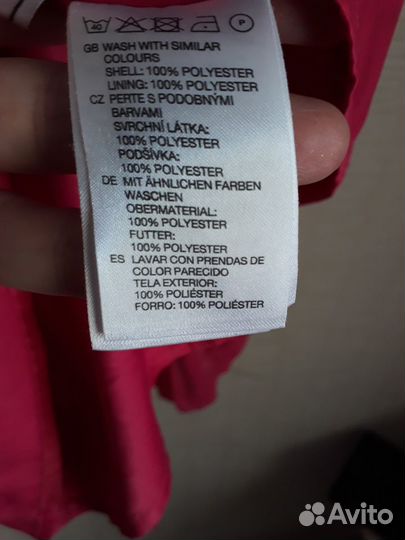 40 P
GB WASH WITH SIMILAR
COLOURS
SHELL: 100% POLYESTER
LINING: 100% POLYESTER
CZ PERTE S PODOBNÝMI
BARVAMI
SVRCHNÍ LÁTKA:
100% POLYESTER
PODŠÍVKA:
100% POLYESTER
DE MIT ÄHNLICHEN FARBEN
WASCHEN
OBERMATERIAL:
100% POLYESTER
FUTTER:
100% POLYESTER
ES LAVAR CON PRENDAS DE
COLOR PARECIDO
TELA EXTERIOR:
100% POLIÉSTER
FORRO: 100% POLIÉSTER
Avito